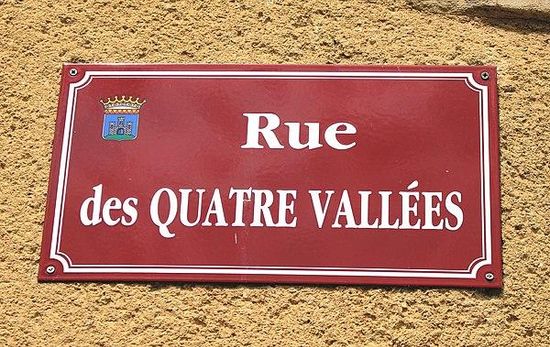 Rue
des QUATRE VALLÉES